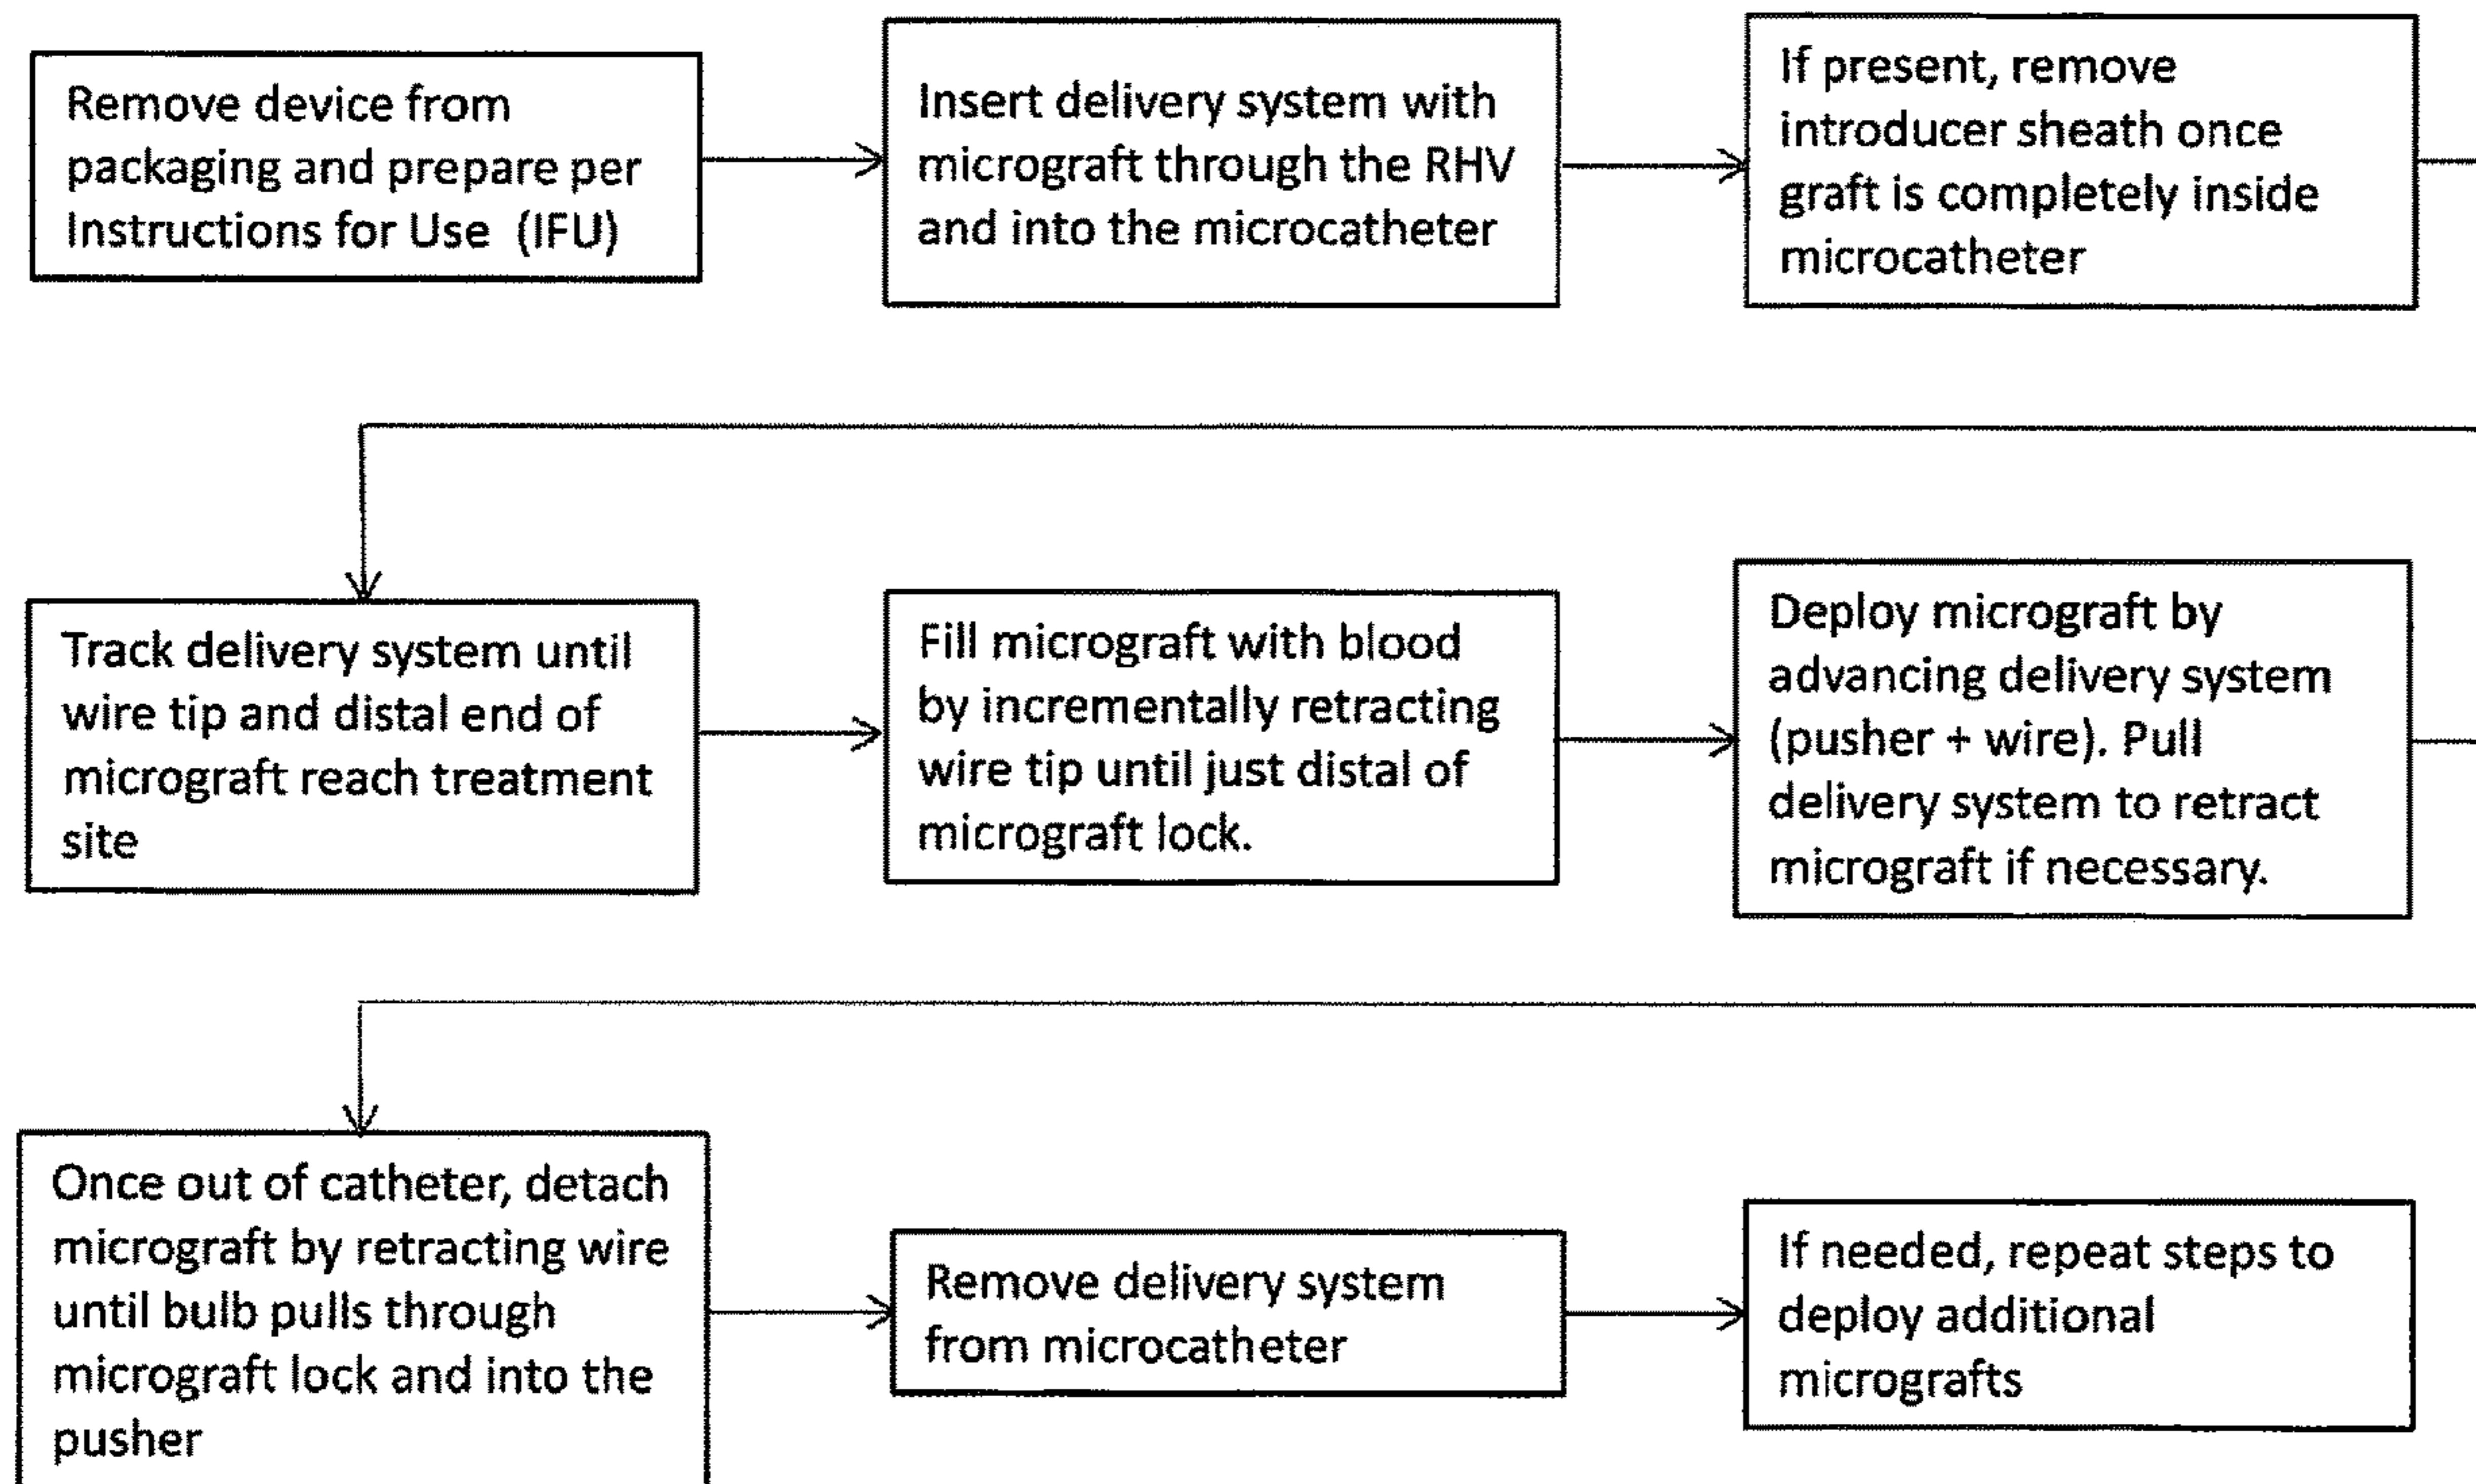 Remove device from
packaging and prepare per
Instructions for Use (IFU)
Insert delivery system with
micrograft through the RHV
and into the microcatheter
If present, remove
introducer sheath once
graft is completely inside
microcatheter
Track delivery system until
wire tip and distal end of
micrograft reach treatment
site
Fill micrograft with blood
by incrementally retracting
wire tip until just distal of
micrograft lock.
Deploy micrograft by
advancing delivery system
(pusher + wire). Pull
delivery system to retract
micrograft if necessary.
Once out of catheter, detach
micrograft by retracting wire
until bulb pulls through
micrograft lock and into the
pusher
Remove delivery system
from microcatheter
If needed, repeat steps to
deploy additional
micrografts